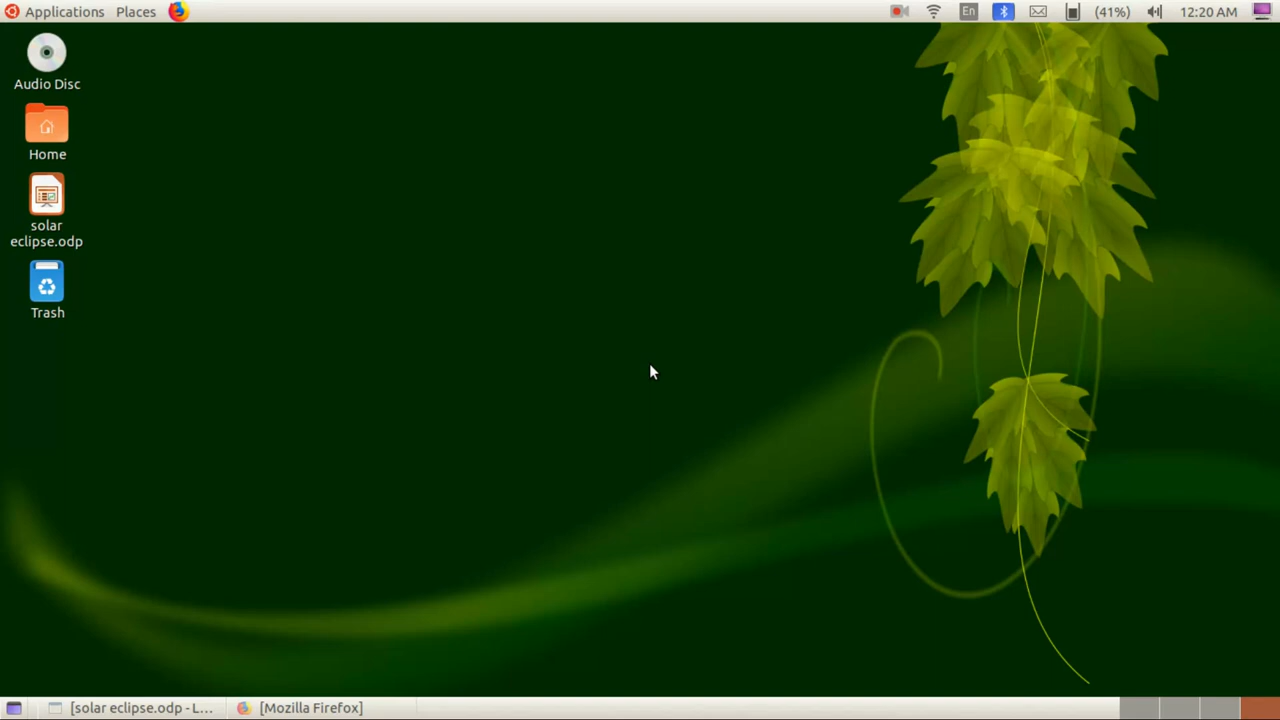 Applications Places En (41%) 12:20 AM
Audio Disc
Home
solar
eclipse.odp
Trash
[solar eclipse.odp - L... [Mozilla Firefox]